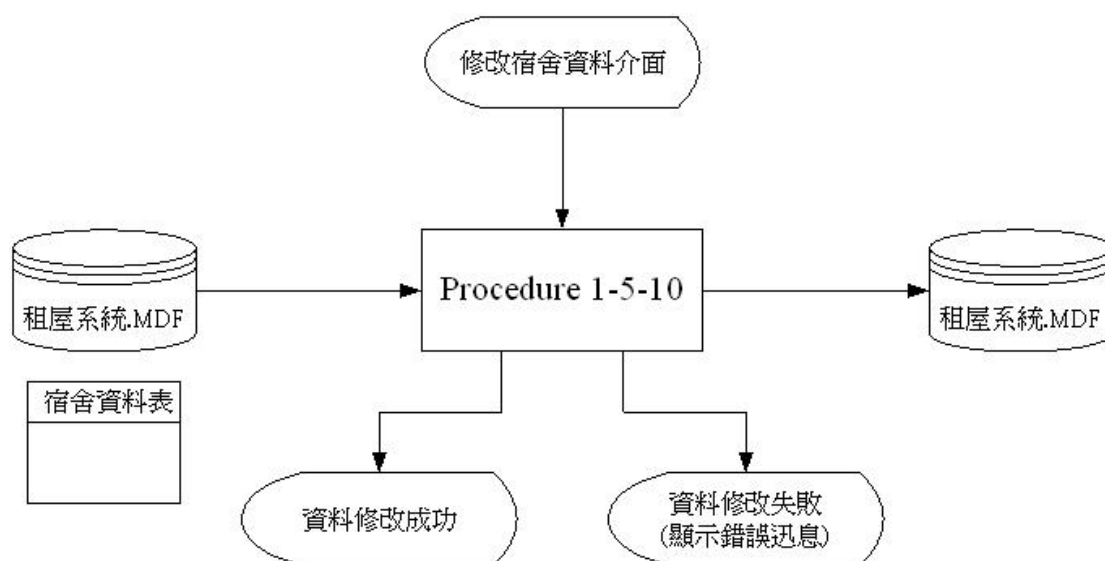 修改宿舍資料介面
租屋系統.MDF
Procedure 1-5-10
租屋系統.MDF
宿舍資料表
資料修改成功
資料修改失敗
(顯示錯誤迅息)